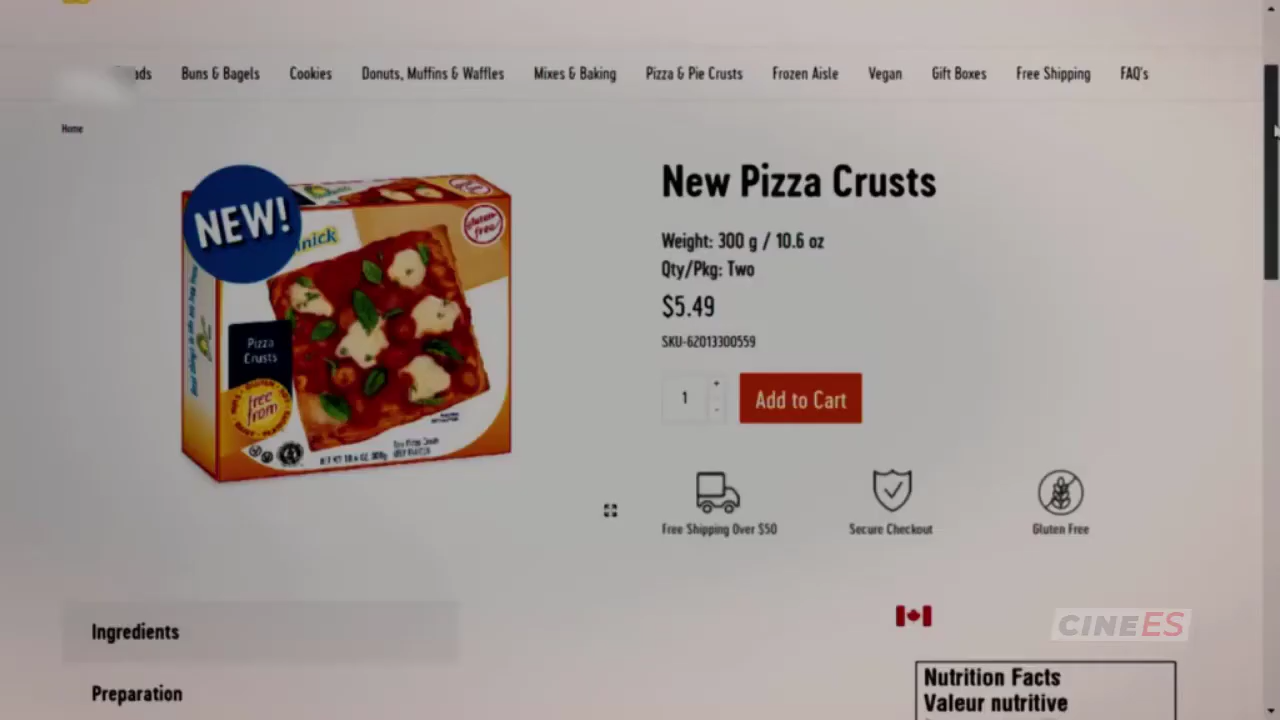 Buns & Bagels
Cookies
Donuts, Muffins & Waffles
Mixes & Baking
Pizza & Pie Crusts
Frozen Aisle
Vegan
Gift Boxes
Free Shipping
FAQ's
Home
NEW!
gluten
free
Pizza
Crusts
free
from
New Pizza Crusts
Weight: 300 g / 10.6 oz
Qty/Pkg: Two
$5.49
SKU-62013300559
1
+
-
Add to Cart
Free Shipping Over $50
Secure Checkout
Gluten Free
Ingredients
CINEES
Preparation
Nutrition Facts
Valeur nutritive